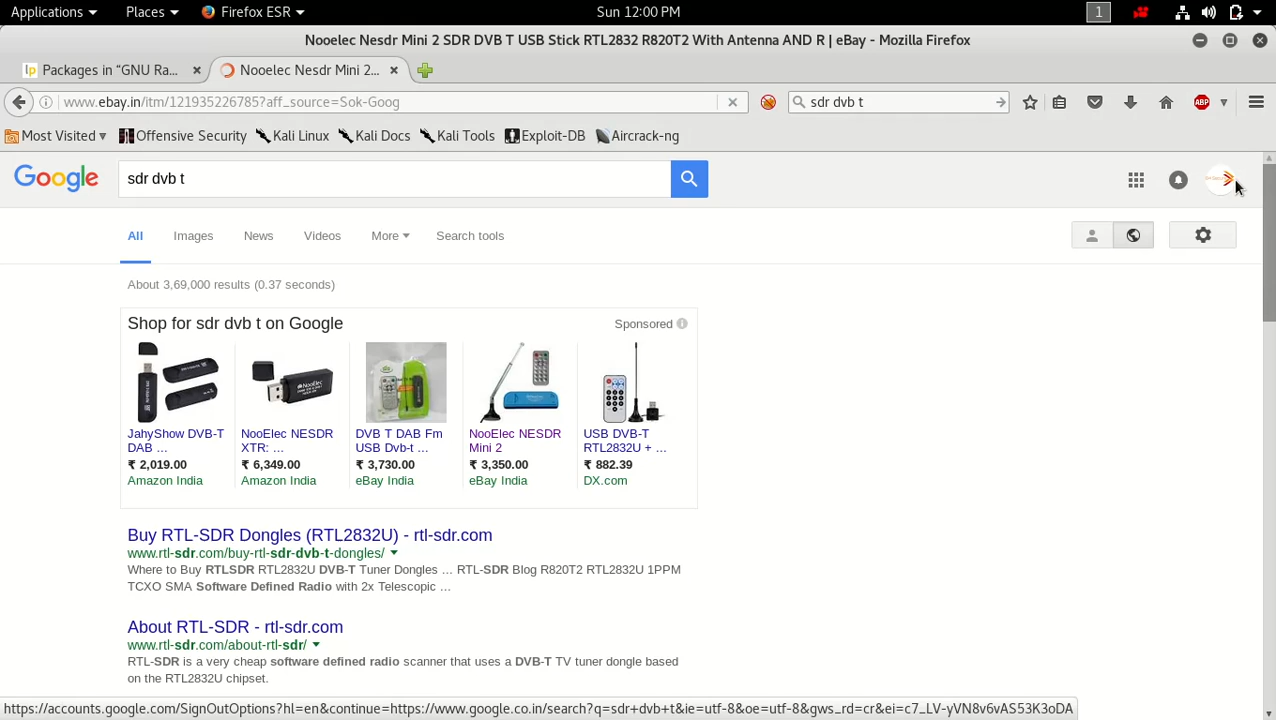 Applications Places Firefox ESR Sun 12:00 PM 1
Nooelec Nesdr Mini 2 SDR DVB T USB Stick RTL2832 R820T2 With Antenna AND R | eBay - Mozilla Firefox
Packages in “GNU Ra... Nooelec Nesdr Mini 2...
www.ebay.in/itm/121935226785?aff_source=Sok-Goog sdr dvb t ABP
Most Visited Offensive Security Kali Linux Kali Docs Kali Tools Exploit-DB Aircrack-ng
Google sdr dvb t
All Images News Videos More Search tools
About 3,69,000 results (0.37 seconds)
Shop for sdr dvb t on Google Sponsored
JahyShow DVB-T NooElec NESDR DVB T DAB Fm NooElec NESDR USB DVB-T
DAB ... XTR: ... USB Dvb-t ... Mini 2 RTL2832U + ...
₹ 2,019.00 ₹ 6,349.00 ₹ 3,730.00 ₹ 3,350.00 ₹ 882.39
Amazon India Amazon India eBay India eBay India DX.com
Buy RTL-SDR Dongles (RTL2832U) - rtl-sdr.com
www.rtl-sdr.com/buy-rtl-sdr-dvb-t-dongles/
Where to Buy RTLSDR RTL2832U DVB-T Tuner Dongles ... RTL-SDR Blog R820T2 RTL2832U 1PPM
TCXO SMA Software Defined Radio with 2x Telescopic ...
About RTL-SDR - rtl-sdr.com
www.rtl-sdr.com/about-rtl-sdr/
RTL-SDR is a very cheap software defined radio scanner that uses a DVB-T TV tuner dongle based
on the RTL2832U chipset.
https://accounts.google.com/SignOutOptions?hl=en&continue=https://www.google.co.in/search?q=sdr+dvb+t&ie=utf-8&oe=utf-8&gws_rd=cr&ei=c7_LV-yVN8v6vAS53K3oDA